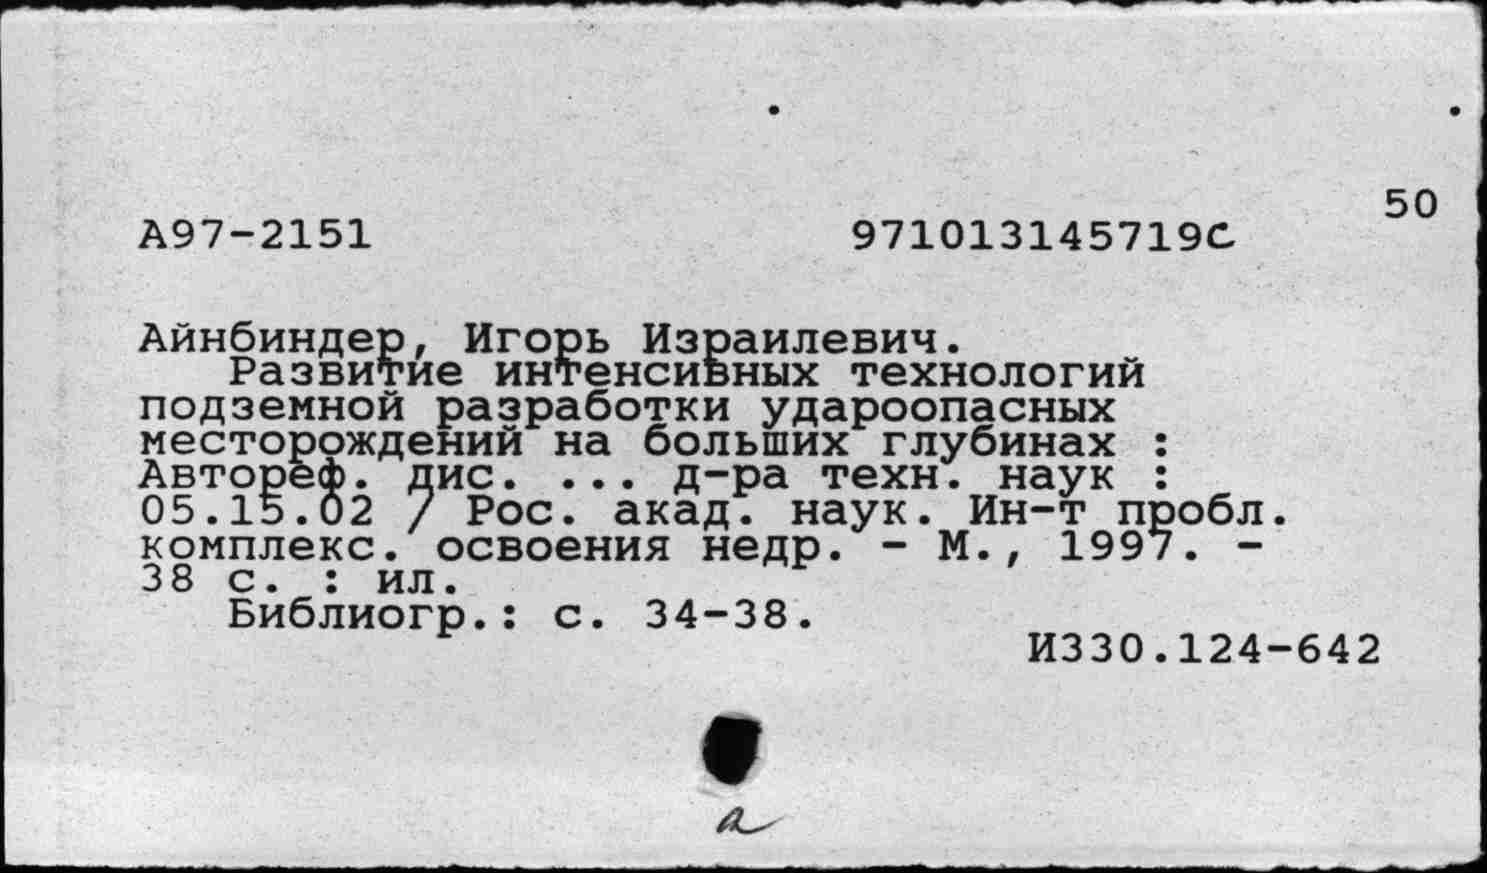 50
А97-2151 971013145719С
Айнбиндер, Игорь Израилевич.
Развитие интенсивных технологий
подземной разработки удароопасных
месторождений на больших глубинах :
Автореф. дис. ... д-ра техн. наук :
05.15.02 / Рос. акад. наук. Ин-т пробл.
комплекс. освоения недр. - М., 1997. -
38 с. : ил.
Библиогр.: с. 34-38.
И330.124-642
а